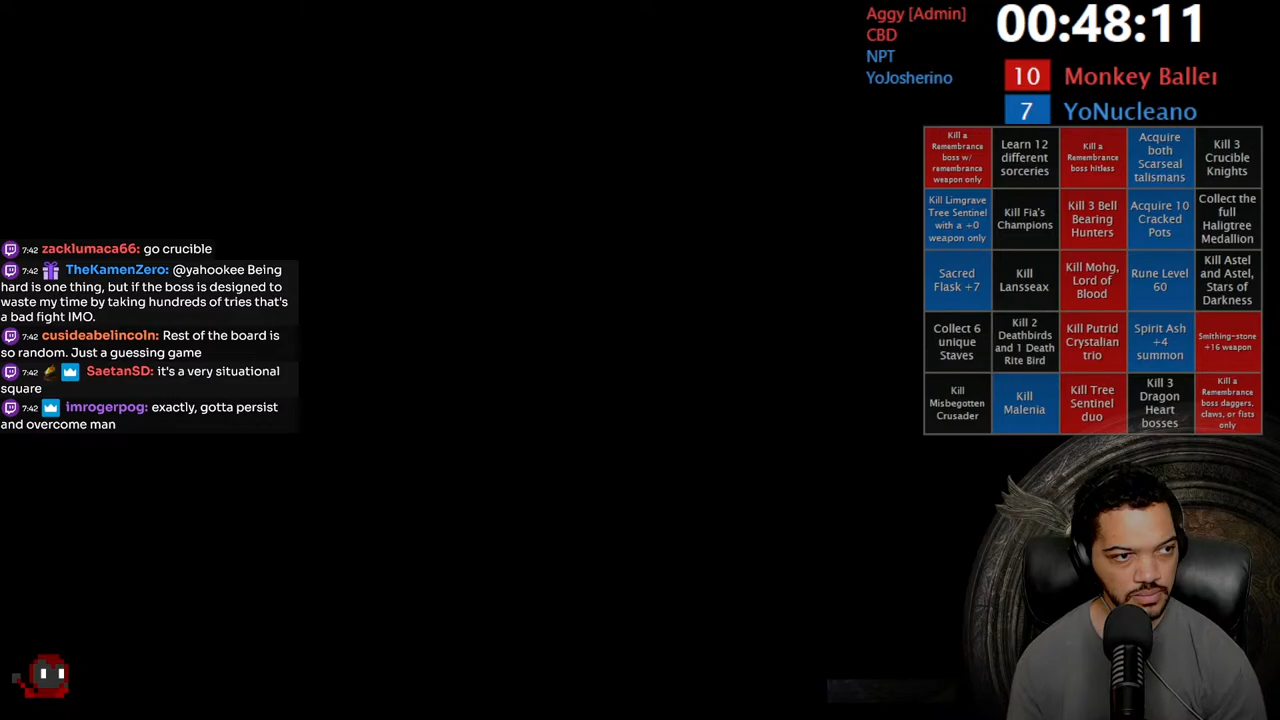 Aggy [Admin]
CBD
NPT
YoJosherino
00:48:11
10 Monkey Baller
7 YoNucleano
Kill a
Remembrance
boss w/
remembrance
weapon only
Learn 12
different
sorceries
Kill a
Remembrance
boss hitless
Acquire
both
Scarseal
talismans
Kill 3
Crucible
Knights
Kill Limgrave
Tree Sentinel
with a +0
weapon only
Kill Fia's
Champions
Kill 3 Bell
Bearing
Hunters
Acquire 10
Cracked
Pots
Collect the
full
Haligtree
Medallion
Sacred
Flask +7
Kill
Lansseax
Kill Mohg,
Lord of
Blood
Rune Level
60
Kill Astel
and Astel,
Stars of
Darkness
Collect 6
unique
Staves
Kill 2
Deathbirds
and 1 Death
Rite Bird
Kill Putrid
Crystalian
trio
Spirit Ash
+4
summon
Smithing-stone
+16 weapon
Kill
Misbegotten
Crusader
Kill
Malenia
Kill Tree
Sentinel
duo
Kill 3
Dragon
Heart
bosses
Kill a
Remembrance
boss daggers,
claws, or fists
only
7:42 zacklumaca66: go crucible
7:42 TheKamenZero: @yahookee Being
hard is one thing, but if the boss is designed to
waste my time by taking hundreds of tries that's
a bad fight IMO.
7:42 cusideabelincoln: Rest of the board is
so random. Just a guessing game
7:42 SaetanSD: it's a very situational
square
7:42 imrogerpog: exactly, gotta persist
and overcome man